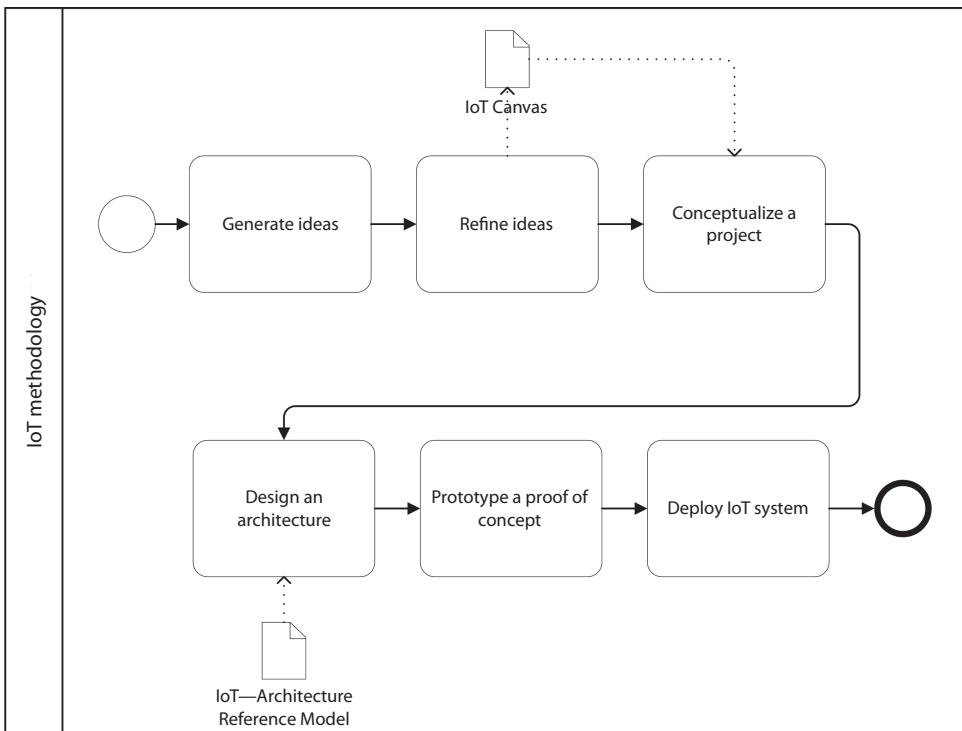 IoT methodology
IoT Canvas
Generate ideas
Refine ideas
Conceptualize a
project
Design an
architecture
Prototype a proof of
concept
Deploy IoT system
IoT—Architecture
Reference Model